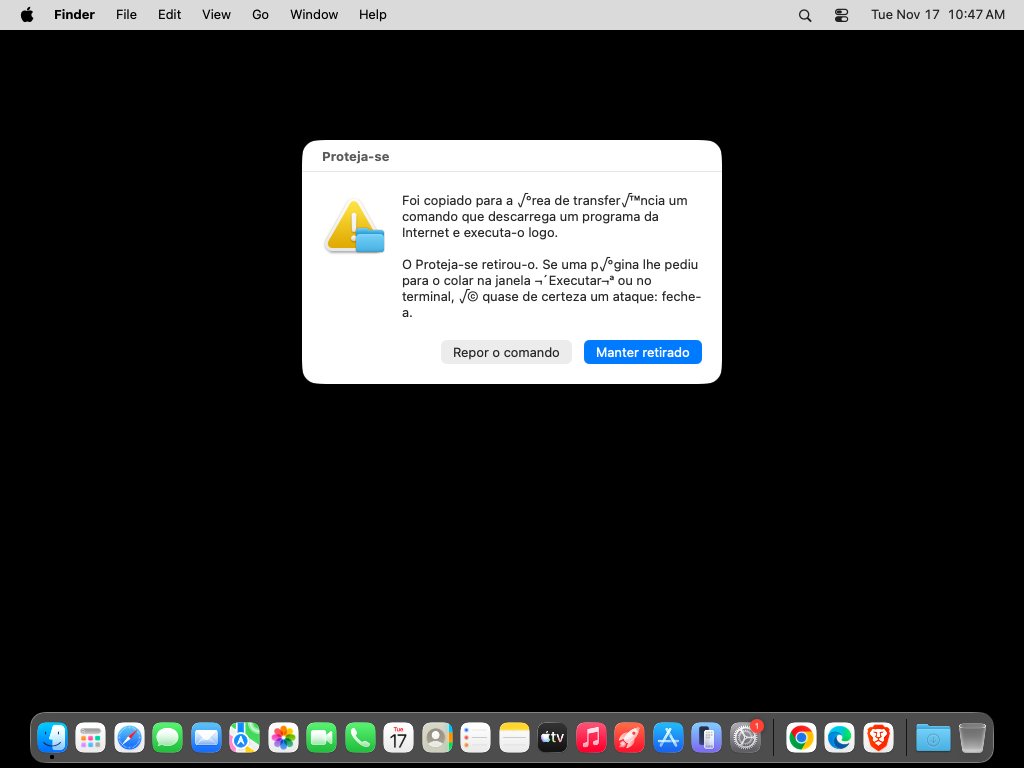 Finder File Edit View Go Window Help Tue Nov 17 10:47 AM
Proteja-se
Foi copiado para a √°rea de transfer√™ncia um
comando que descarrega um programa da
Internet e executa-o logo.
O Proteja-se retirou-o. Se uma p√°gina lhe pediu
para o colar na janela ¬´Executar¬ª ou no
terminal, √© quase de certeza um ataque: feche-
a.
Repor o comando Manter retirado
TUE
17
tv
1